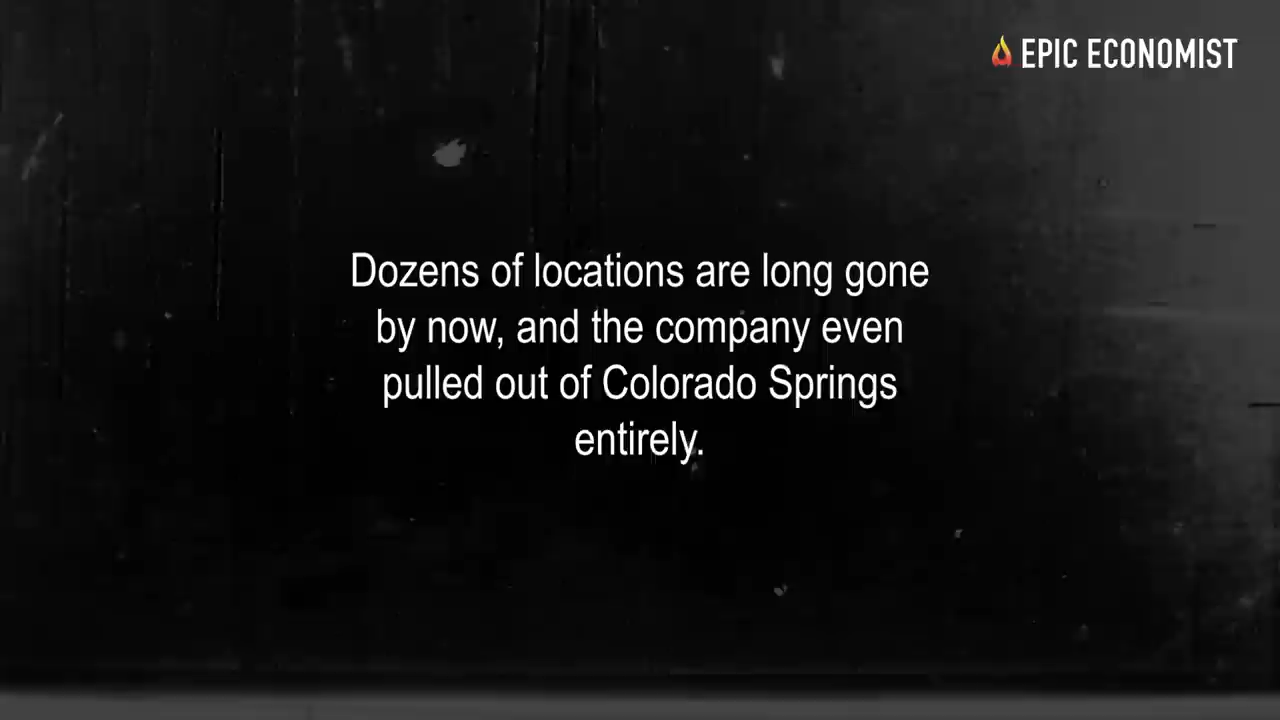 EPIC ECONOMIST
Dozens of locations are long gone
by now, and the company even
pulled out of Colorado Springs
entirely.